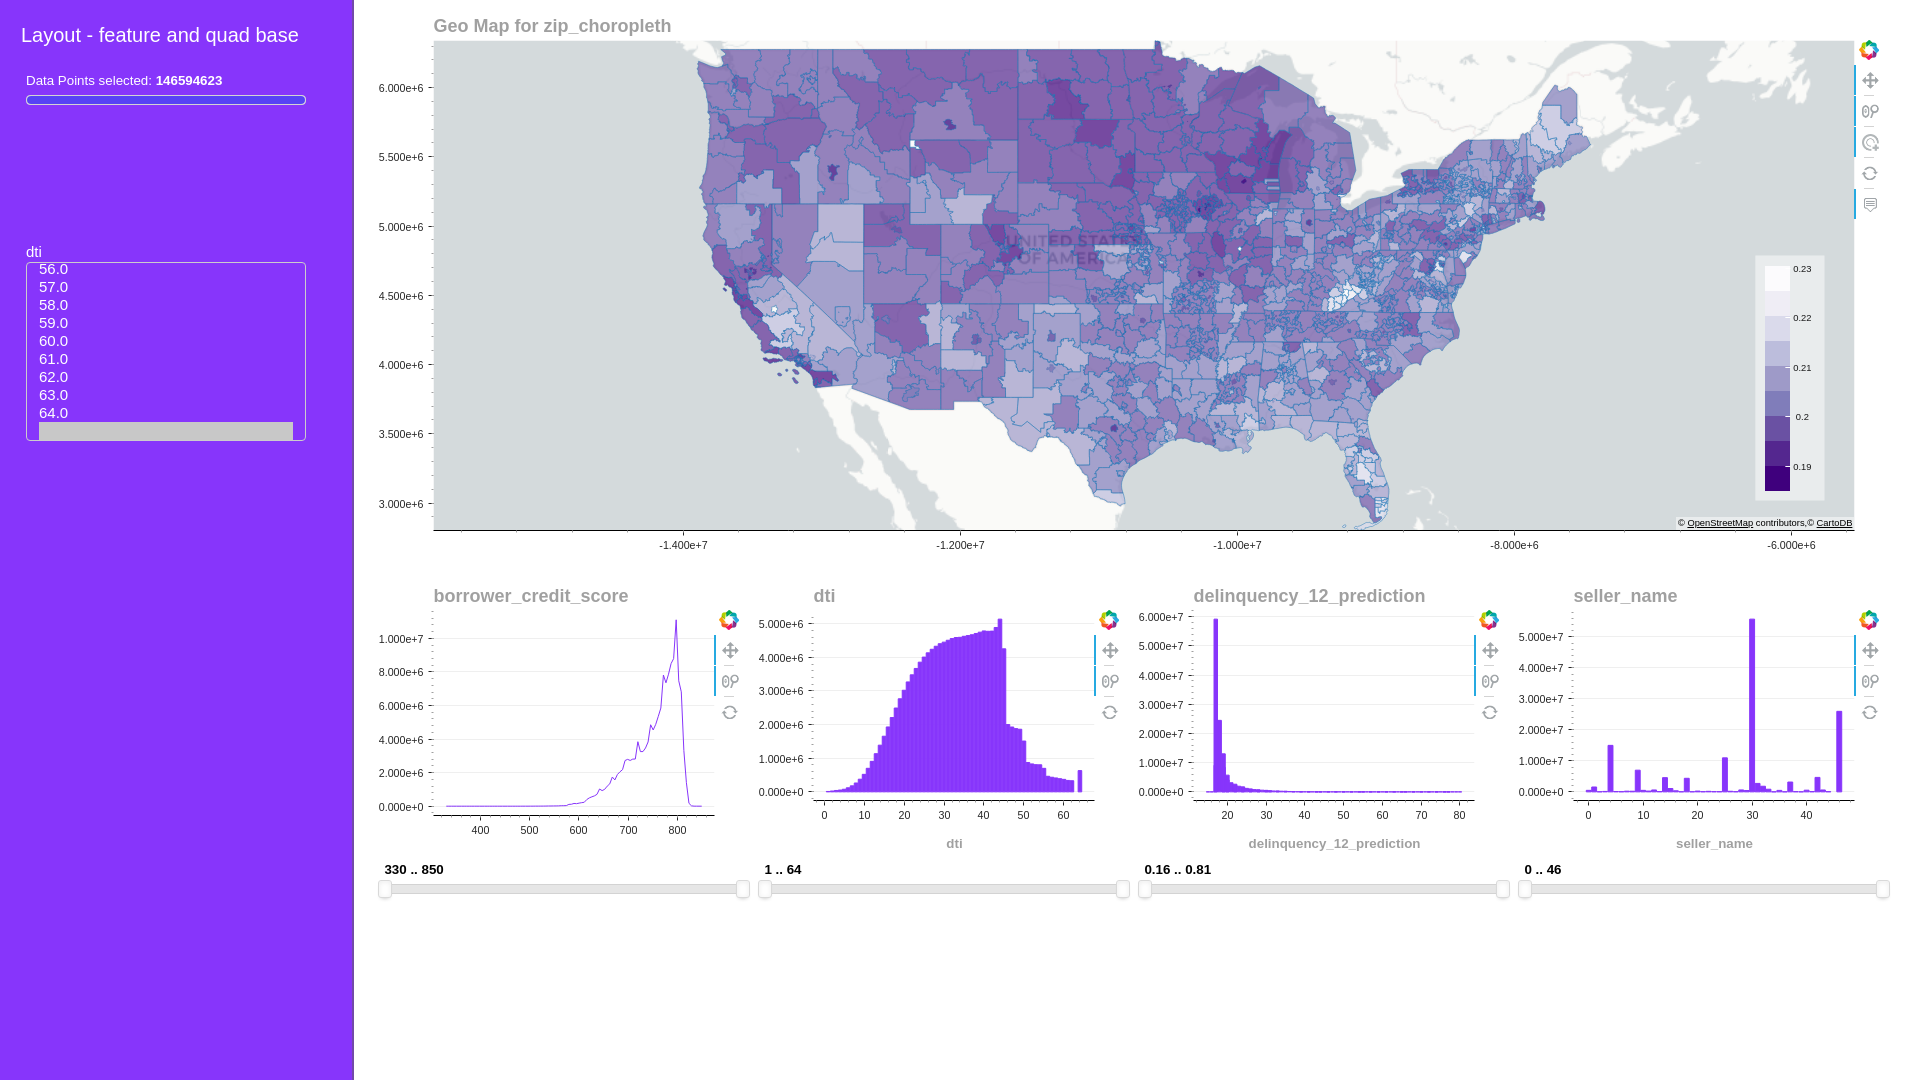 Layout - feature and quad base
Data Points selected: 146594623
dti
56.0
57.0
58.0
59.0
60.0
61.0
62.0
63.0
64.0
Geo Map for zip_choropleth
6.000e+6
5.500e+6
5.000e+6
4.500e+6
4.000e+6
3.500e+6
3.000e+6
UNITED STATES
OF AMERICA
0.23
0.22
0.21
0.2
0.19
© OpenStreetMap contributors,© CartoDB
-1.400e+7 -1.200e+7 -1.000e+7 -8.000e+6 -6.000e+6
borrower_credit_score
1.000e+7
8.000e+6
6.000e+6
4.000e+6
2.000e+6
0.000e+0
400 500 600 700 800
330 .. 850
dti
5.000e+6
4.000e+6
3.000e+6
2.000e+6
1.000e+6
0.000e+0
0 10 20 30 40 50 60
dti
1 .. 64
delinquency_12_prediction
6.000e+7
5.000e+7
4.000e+7
3.000e+7
2.000e+7
1.000e+7
0.000e+0
20 30 40 50 60 70 80
delinquency_12_prediction
0.16 .. 0.81
seller_name
5.000e+7
4.000e+7
3.000e+7
2.000e+7
1.000e+7
0.000e+0
0 10 20 30 40
seller_name
0 .. 46